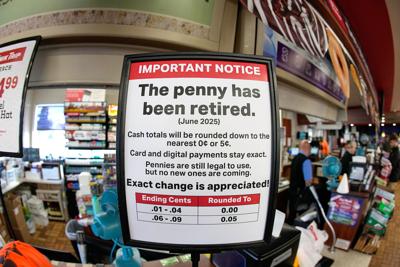 IMPORTANT NOTICE
The penny has
been retired.
(June 2025)
Cash totals will be rounded down to the
nearest 0¢ or 5¢.
Card and digital payments stay exact.
Pennies are still legal to use,
but no new ones are coming.
Exact change is appreciated!
Ending Cents Rounded To
.01 - .04 0.00
.06 - .09 0.05
.99
Hat